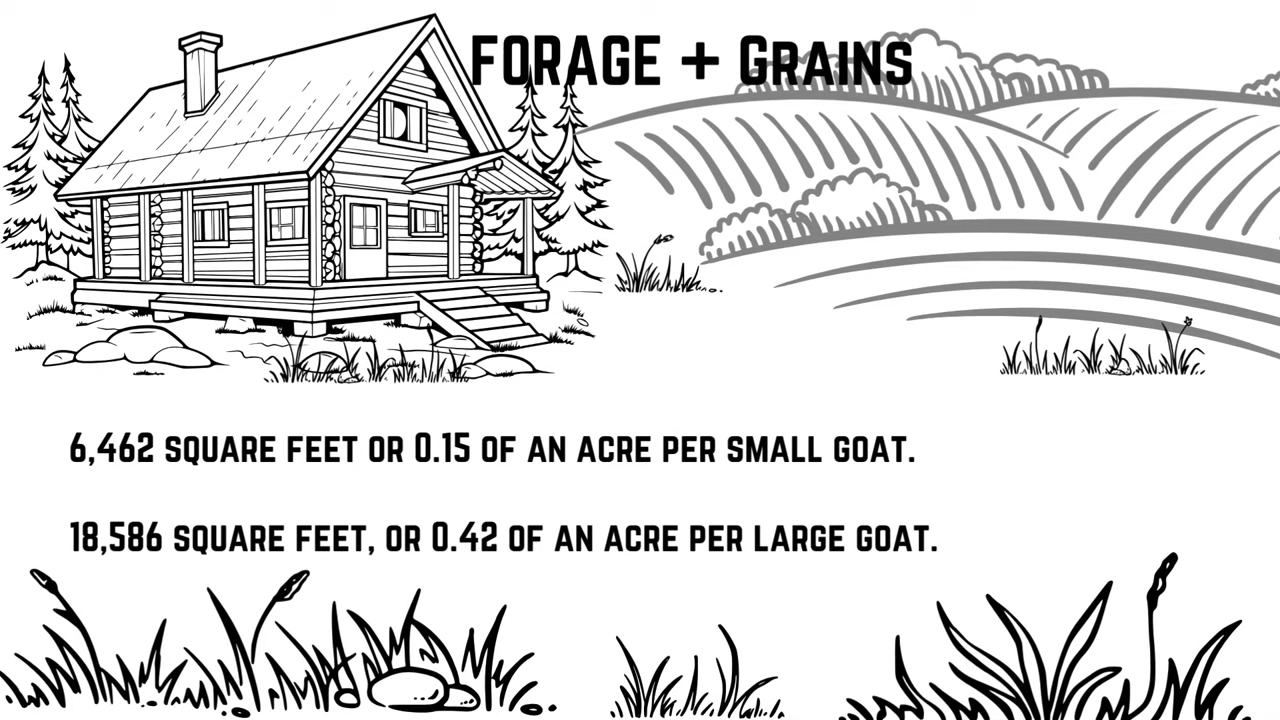 FORAGE + GRAINS
6,462 SQUARE FEET OR 0.15 OF AN ACRE PER SMALL GOAT.
18,586 SQUARE FEET, OR 0.42 OF AN ACRE PER LARGE GOAT.